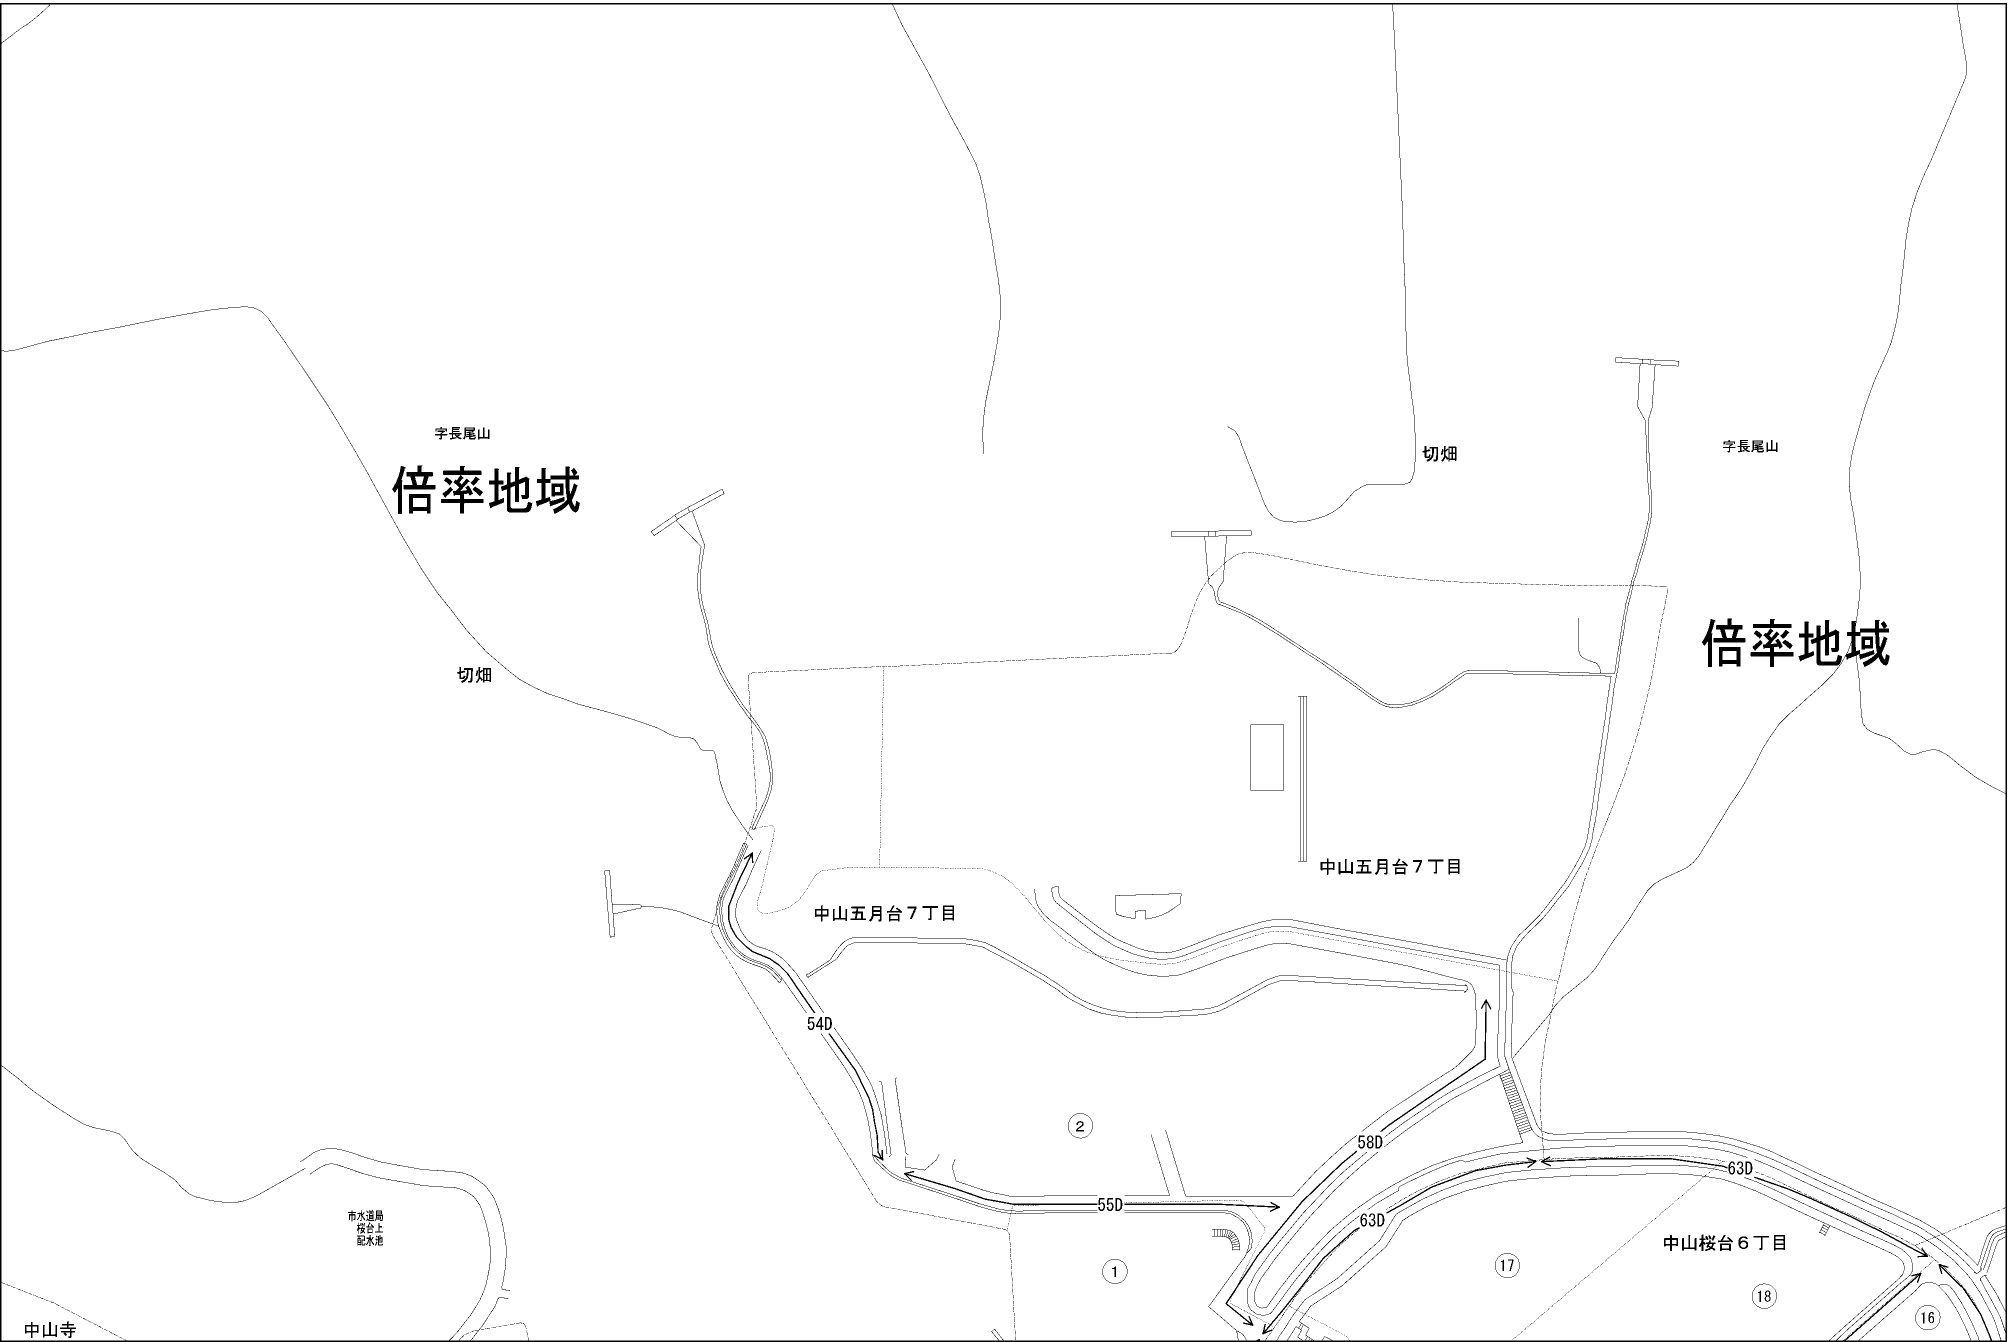 字長尾山
倍率地域
切畑
字長尾山
倍率地域
切畑
中山五月台７丁目
中山五月台７丁目
54D
2
58D
63D
55D
63D
市水道局
桜台上
配水池
中山桜台６丁目
1
17
18
16
中山寺